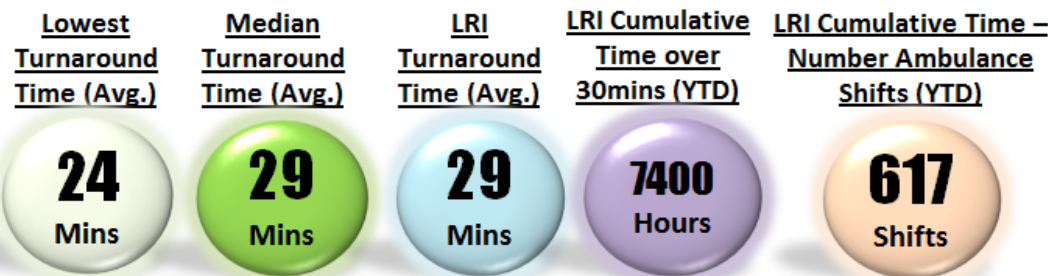 Lowest
Turnaround
Time (Avg.)
Median
Turnaround
Time (Avg.)
LRI
Turnaround
Time (Avg.)
LRI Cumulative
Time over
30mins (YTD)
LRI Cumulative Time –
Number Ambulance
Shifts (YTD)
24
Mins
29
Mins
29
Mins
7400
Hours
617
Shifts